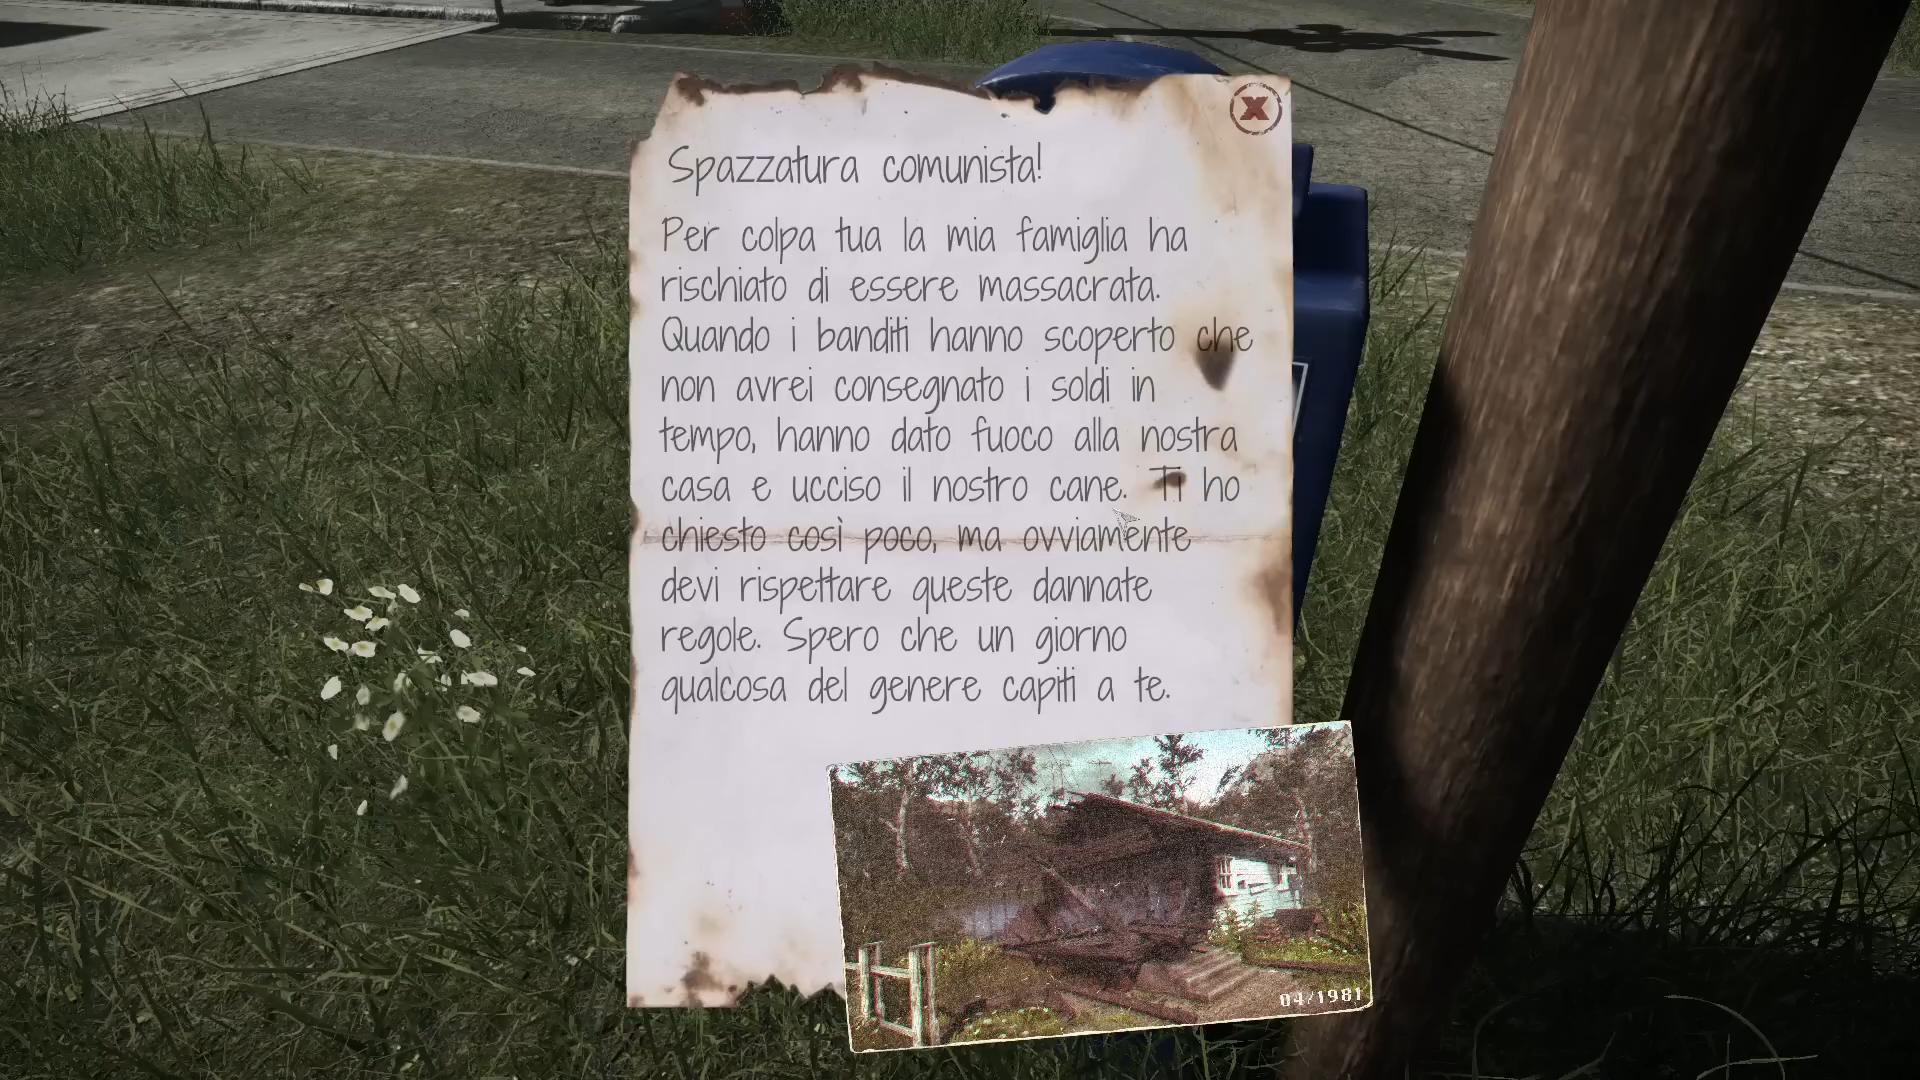 X
Spazzatura comunista!
Per colpa tua la mia famiglia ha
rischiato di essere massacrata.
Quando i banditi hanno scoperto che
non avrei consegnato i soldi in
tempo, hanno dato fuoco alla nostra
casa e ucciso il nostro cane. Ti ho
chiesto così poco, ma ovviamente
devi rispettare queste dannate
regole. Spero che un giorno
qualcosa del genere capiti a te.
04/1981